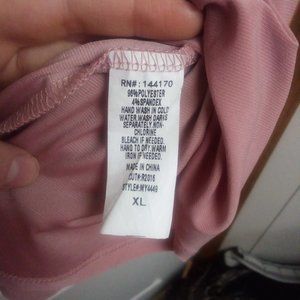 RN#: 144170
96%POLYESTER
4%SPANDEX
HAND WASH IN COLD
WATER WASH DARKS
SEPARATELY NON-
CHLORINE
BLEACH IF NEEDED.
HANG DRY, WARM
IRON IF NEEDED.
MADE IN CHINA
CUT#:R2015
STYLE#:MY4449
XL